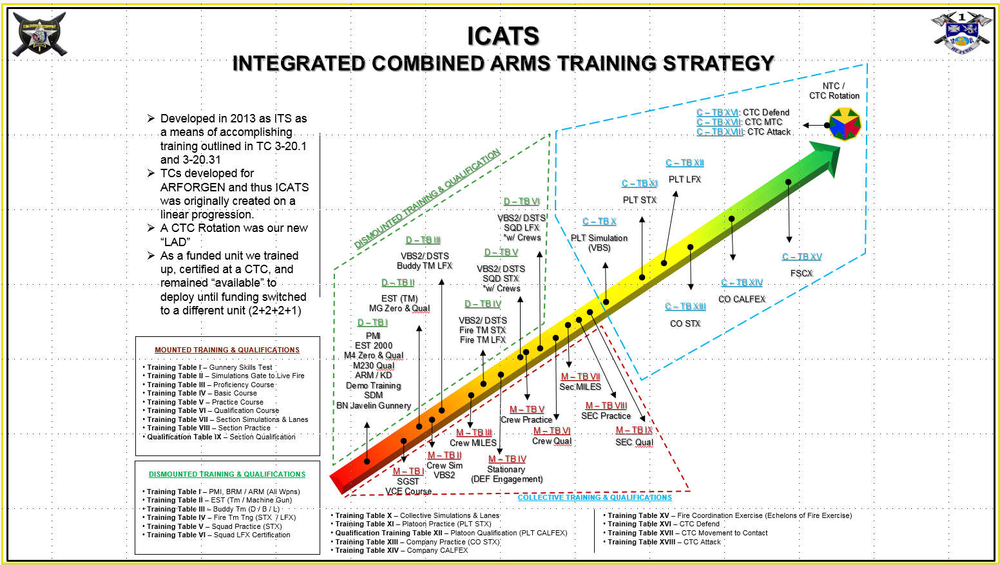 ICATS
INTEGRATED COMBINED ARMS TRAINING STRATEGY
➢ Developed in 2013 as ITS as
a means of accomplishing
training outlined in TC 3-20.1
and 3-20.31
➢ TCs developed for
ARFORGEN and thus ICATS
was originally created on a
linear progression.
➢ A CTC Rotation was our new
“LAD”
➢ As a funded unit we trained
up, certified at a CTC, and
remained “available” to
deploy until funding switched
to a different unit (2+2+2+1)
MOUNTED TRAINING & QUALIFICATIONS
• Training Table I – Gunnery Skills Test
• Training Table II – Simulations Gate to Live Fire
• Training Table III – Proficiency Course
• Training Table IV – Basic Course
• Training Table V – Practice Course
• Training Table VI – Qualification Course
• Training Table VII – Section Simulations & Lanes
• Training Table VIII – Section Practice
• Qualification Table IX – Section Qualification
DISMOUNTED TRAINING & QUALIFICATIONS
• Training Table I – PMI, BRM / ARM (All Wpns)
• Training Table II – EST (Tm / Machine Gun)
• Training Table III – Buddy Tm (D / B / L)
• Training Table IV – Fire Tm Tng (STX / LFX)
• Training Table V – Squad Practice (STX)
• Training Table VI – Squad LFX Certification
DISMOUNTED TRAINING & QUALIFICATION
D – TB I
PMI
EST 2000
M4 Zero & Qual
M230 Qual
ARM / KD
Demo Training
SDM
BN Javelin Gunnery
D – TB II
EST (TM)
MG Zero & Qual
D – TB III
VBS2/ DSTS
Buddy TM LFX
D – TB IV
VBS2/ DSTS
Fire TM STX
Fire TM LFX
D – TB V
VBS2/ DSTS
SQD STX
*w/ Crews
D – TB VI
VBS2/ DSTS
SQD LFX
*w/ Crews
M – TB I
SGST
VCE Course
M – TB II
Crew Sim
VBS2
M – TB III
Crew MILES
M – TB IV
Stationary
(DEF Engagement)
M – TB V
Crew Practice
M – TB VI
Crew Qual
M – TB VII
Sec MILES
M – TB VIII
SEC Practice
M – TB IX
SEC Qual
C – TB X
PLT Simulation
(VBS)
C – TB XI
PLT STX
C – TB XII
PLT LFX
C – TB XIII
CO STX
C – TB XIV
CO CALFEX
C – TB XV
FSCX
C – TB XVI: CTC Defend
C – TB XVII: CTC MTC
C – TB XVIII: CTC Attack
NTC /
CTC Rotation
1
WE SERVE
COLLECTIVE TRAINING & QUALIFICATIONS
• Training Table X – Collective Simulations & Lanes
• Training Table XI – Platoon Practice (PLT STX)
• Qualification Training Table XII – Platoon Qualification (PLT CALFEX)
• Training Table XIII – Company Practice (CO STX)
• Training Table XIV – Company CALFEX
• Training Table XV – Fire Coordination Exercise (Echelons of Fire Exercise)
• Training Table XVI – CTC Defend
• Training Table XVII – CTC Movement to Contact
• Training Table XVIII – CTC Attack